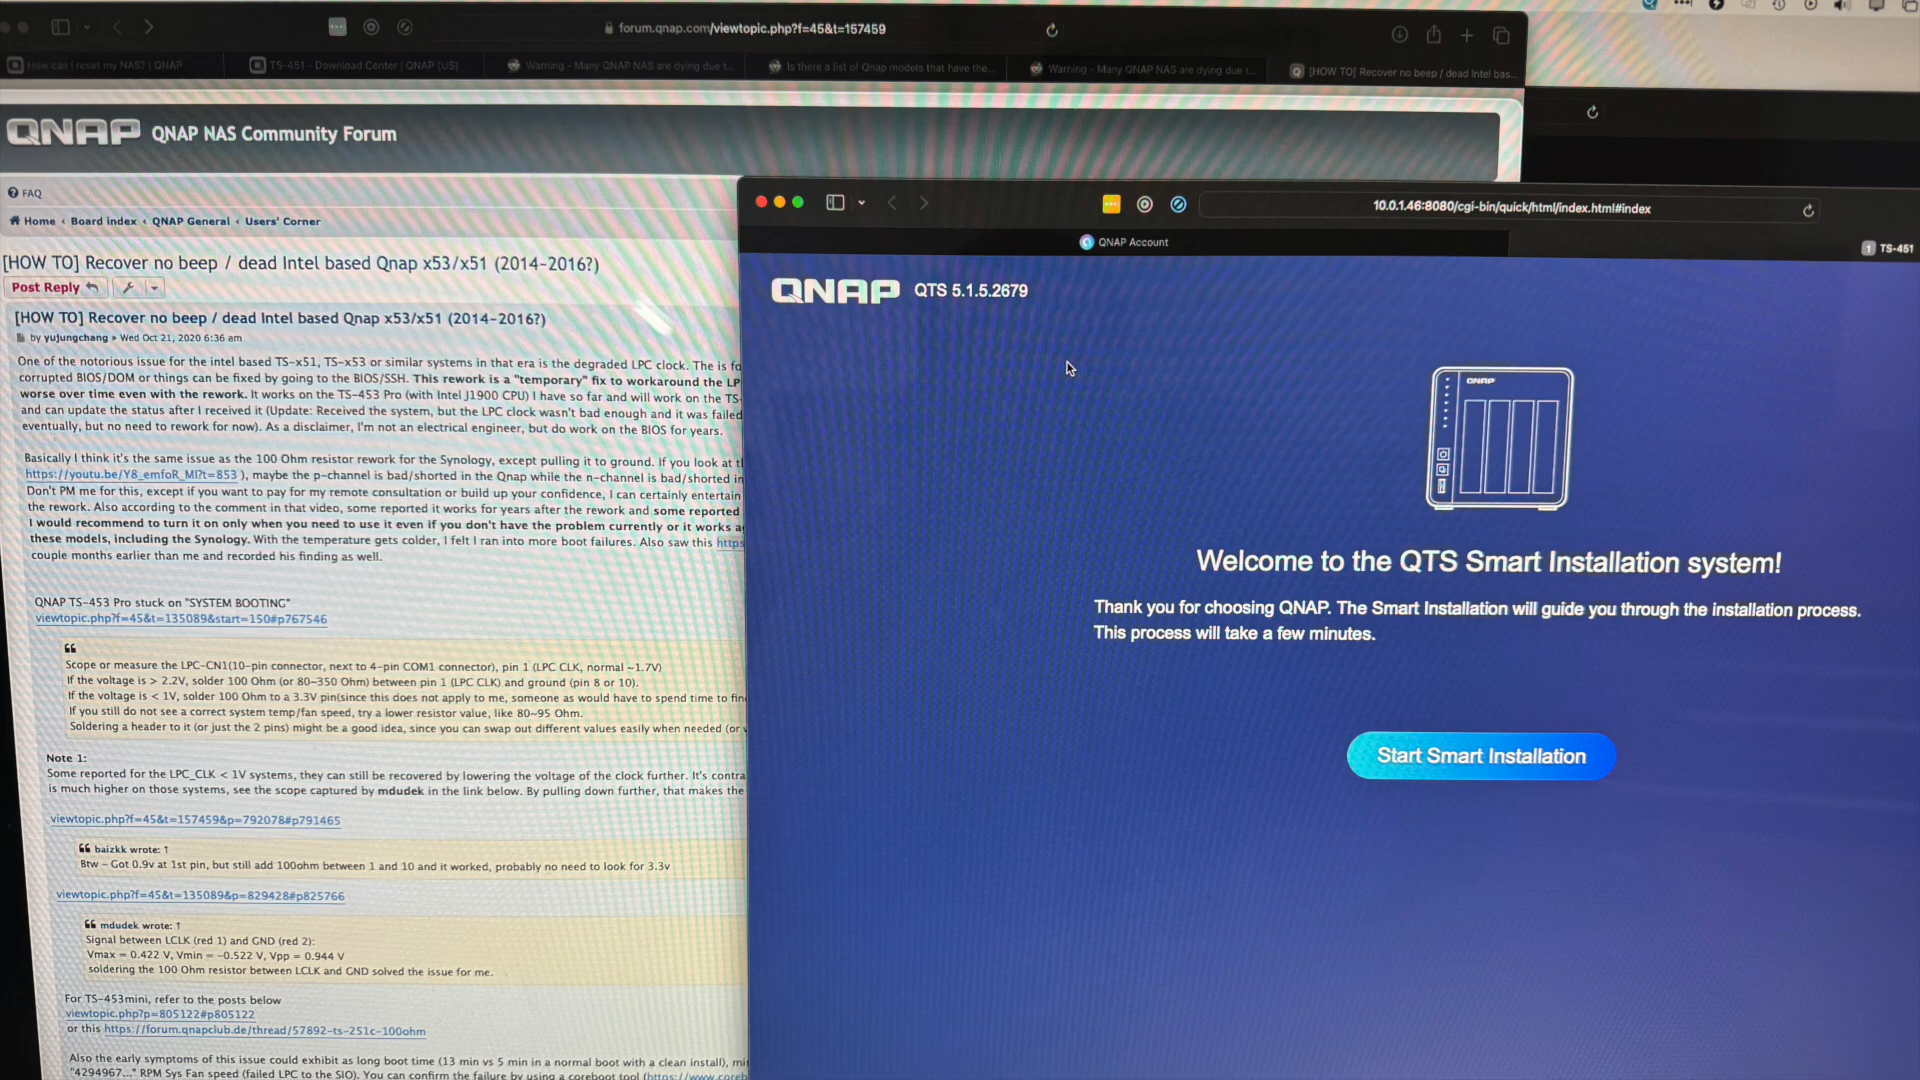 forum.qnap.com/viewtopic.php?f=45&t=157459
How can I reset my NAS? | QNAP
TS-451 - Download Center | QNAP (US)
Warning - Many QNAP NAS are dying due t...
Is there a list of Qnap models that have the...
Warning - Many QNAP NAS are dying due t...
[HOW TO] Recover no beep / dead Intel bas...
QNAP QNAP NAS Community Forum
FAQ
Home ‹ Board index ‹ QNAP General ‹ Users' Corner
[HOW TO] Recover no beep / dead Intel based Qnap x53/x51 (2014~2016?)
Post Reply
[HOW TO] Recover no beep / dead Intel based Qnap x53/x51 (2014~2016?)
by yujungchang » Wed Oct 21, 2020 6:36 am
One of the notorious issue for the intel based TS-x51, TS-x53 or similar systems in that era is the degraded LPC clock. The is fa
corrupted BIOS/DOM or things can be fixed by going to the BIOS/SSH. This rework is a "temporary" fix to workaround the LP
worse over time even with the rework. It works on the TS-453 Pro (with Intel J1900 CPU) I have so far and will work on the TS-
and can update the status after I received it (Update: Received the system, but the LPC clock wasn't bad enough and it was failed
eventually, but no need to rework for now). As a disclaimer, I'm not an electrical engineer, but do work on the BIOS for years.
Basically I think it's the same issue as the 100 Ohm resistor rework for the Synology, except pulling it to ground. If you look at t
https://youtu.be/Y8_emfoR_MI?t=853 ), maybe the p-channel is bad/shorted in the Qnap while the n-channel is bad/shorted in
Don't PM me for this, except if you want to pay for my remote consultation or build up your confidence, I can certainly entertain
the rework. Also according to the comment in that video, some reported it works for years after the rework and some reported
I would recommend to turn it on only when you need to use it even if you don't have the problem currently or it works a
these models, including the Synology. With the temperature gets colder, I felt I ran into more boot failures. Also saw this https
couple months earlier than me and recorded his finding as well.
QNAP TS-453 Pro stuck on "SYSTEM BOOTING"
viewtopic.php?f=45&t=135089&start=150#p767546
Scope or measure the LPC-CN1(10-pin connector, next to 4-pin COM1 connector), pin 1 (LPC CLK, normal ~1.7V)
If the voltage is > 2.2V, solder 100 Ohm (or 80~350 Ohm) between pin 1 (LPC CLK) and ground (pin 8 or 10).
If the voltage is < 1V, solder 100 Ohm to a 3.3V pin(since this does not apply to me, someone as would have to spend time to fin
If you still do not see a correct system temp/fan speed, try a lower resistor value, like 80~95 Ohm.
Soldering a header to it (or just the 2 pins) might be a good idea, since you can swap out different values easily when needed (or v
Note 1:
Some reported for the LPC_CLK < 1V systems, they can still be recovered by lowering the voltage of the clock further. It's contra
is much higher on those systems, see the scope captured by mdudek in the link below. By pulling down further, that makes the
viewtopic.php?f=45&t=157459&p=792078#p791465
baizkk wrote: ↑
Btw - Got 0.9v at 1st pin, but still add 100ohm between 1 and 10 and it worked, probably no need to look for 3.3v
viewtopic.php?f=45&t=135089&p=829428#p825766
mdudek wrote: ↑
Signal between LCLK (red 1) and GND (red 2):
Vmax = 0.422 V, Vmin = -0.522 V, Vpp = 0.944 V
soldering the 100 Ohm resistor between LCLK and GND solved the issue for me.
For TS-453mini, refer to the posts below
viewtopic.php?p=805122#p805122
or this https://forum.qnapclub.de/thread/57892-ts-251c-100ohm
Also the early symptoms of this issue could exhibit as long boot time (13 min vs 5 min in a normal boot with a clean install), mi
"4294967..." RPM Sys Fan speed (failed LPC to the SIO). You can confirm the failure by using a coreboot tool (https://www.coreb
10.0.1.46:8080/cgi-bin/quick/html/index.html#index
QNAP Account
1 TS-451
QNAP QTS 5.1.5.2679
QNAP
Welcome to the QTS Smart Installation system!
Thank you for choosing QNAP. The Smart Installation will guide you through the installation process.
This process will take a few minutes.
Start Smart Installation